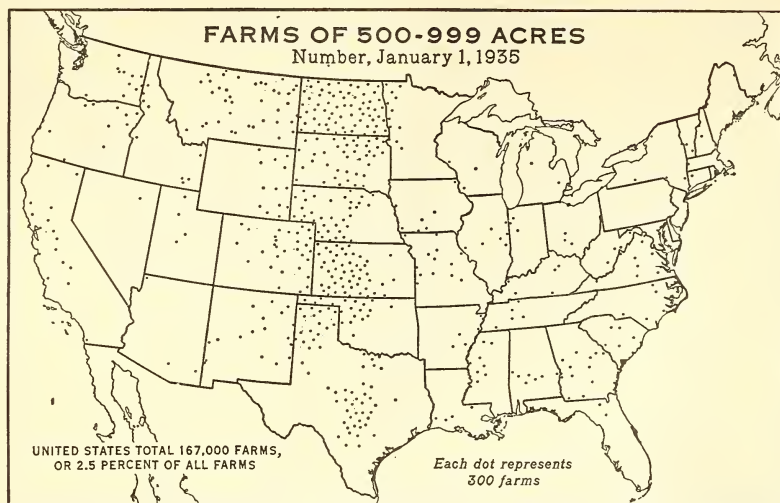 FARMS OF 500-999 ACRES
Number, January 1, 1935
UNITED STATES TOTAL 167,000 FARMS,
OR 2.5 PERCENT OF ALL FARMS
Each dot represents
300 farms